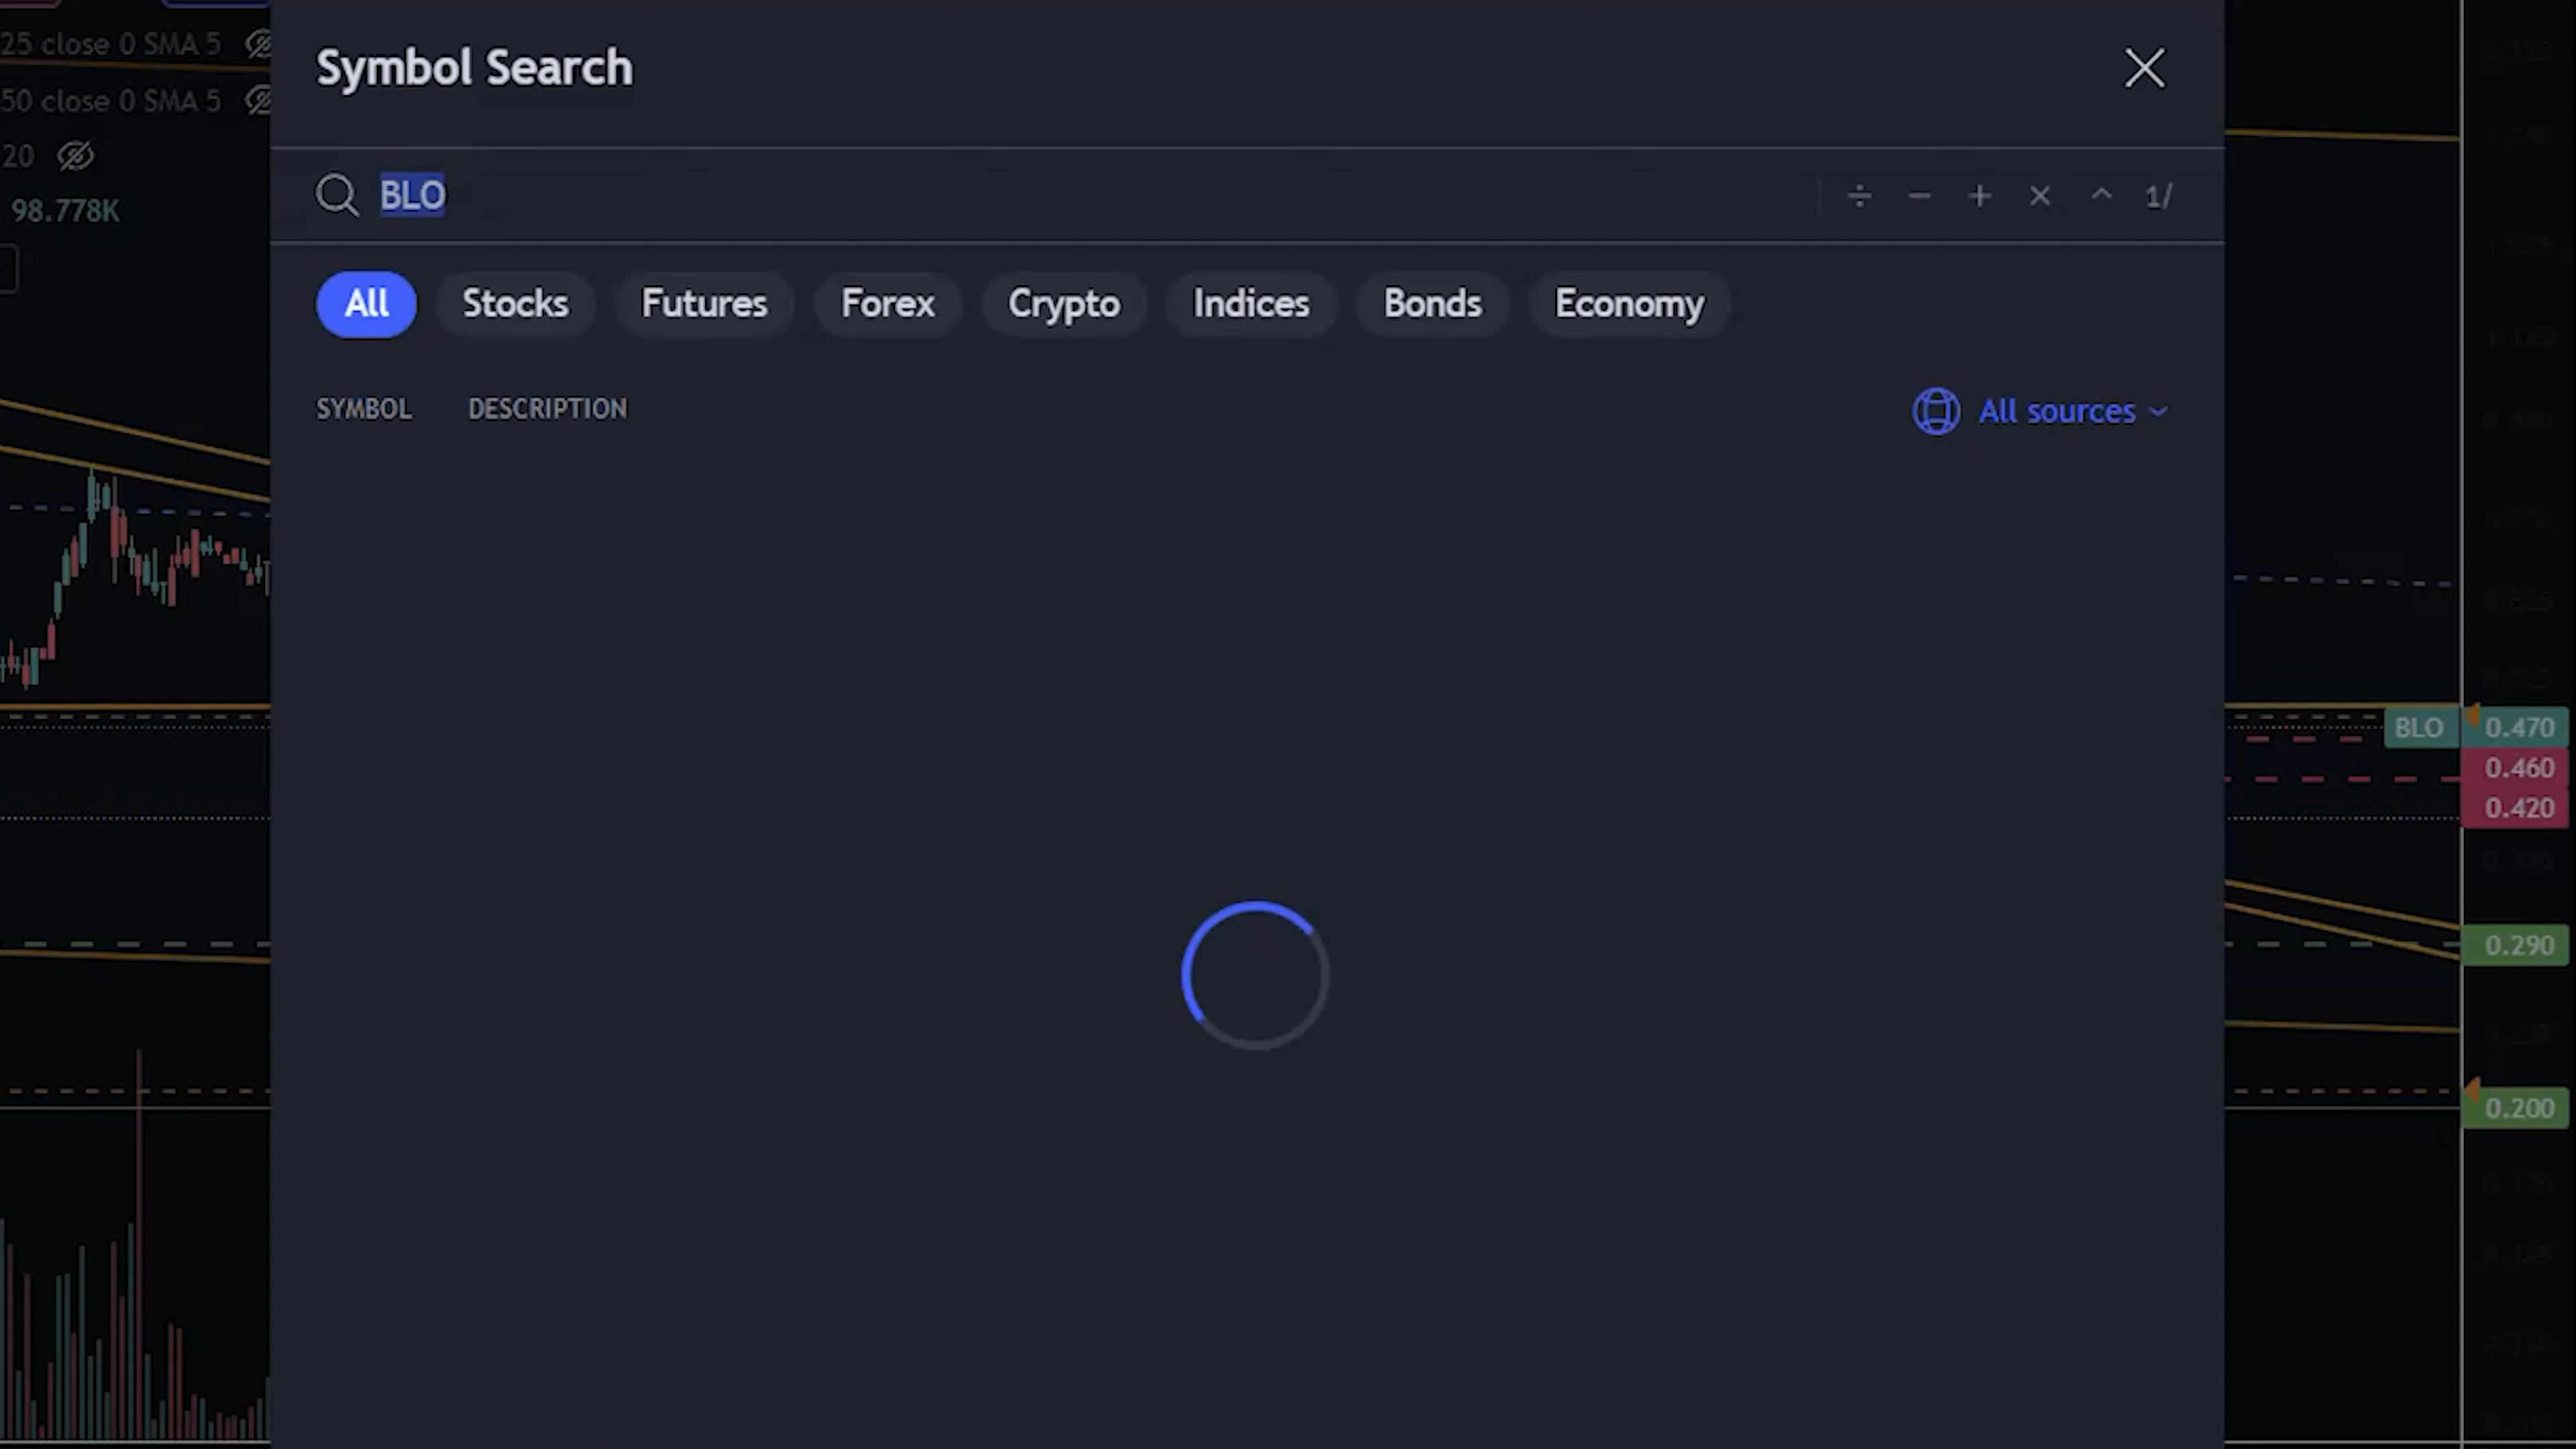 25 close 0 SMA 5
50 close 0 SMA 5
20
98.778K
Symbol Search
BLO
÷ − + × ^ 1/
All Stocks Futures Forex Crypto Indices Bonds Economy
SYMBOL DESCRIPTION
All sources
BLO 0.470
0.460
0.420
0.290
0.200